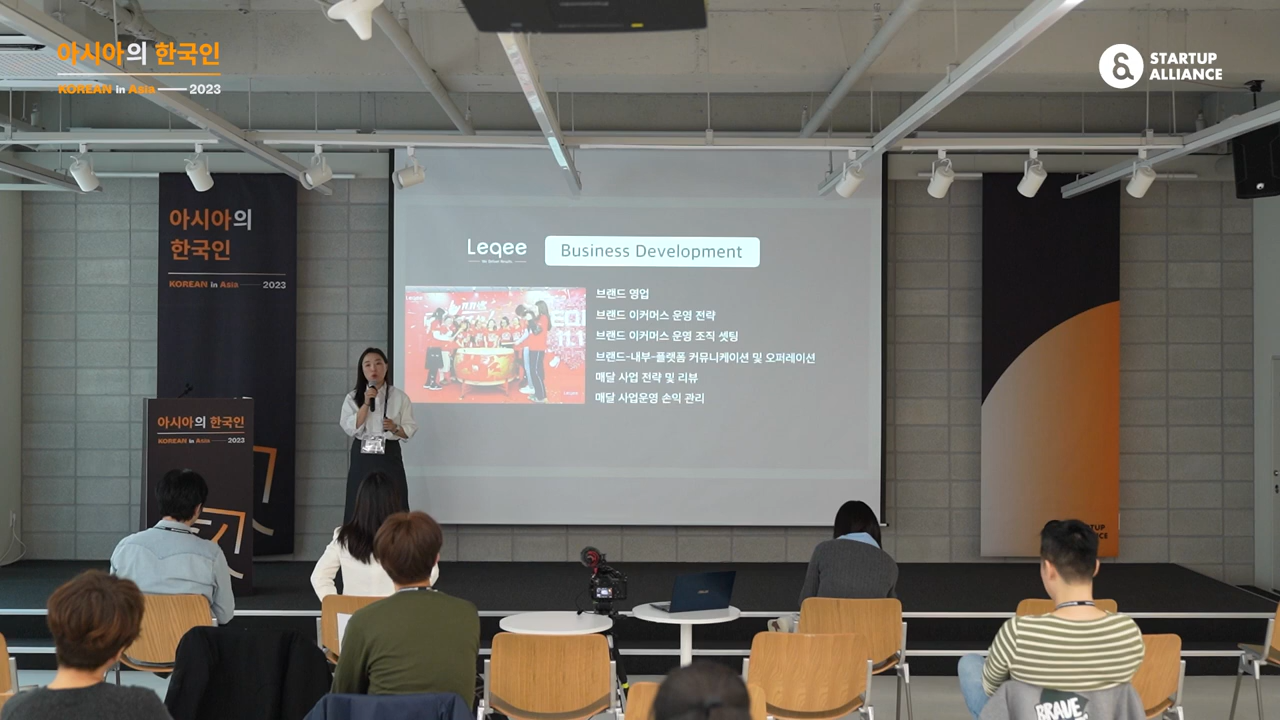 아시아의 한국인
KOREAN in Asia 2023
STARTUP
ALLIANCE
아시아의
한국인
KOREAN in Asia 2023
Leqee
Business Development
브랜드 영업
브랜드 이커머스 운영 전략
브랜드 이커머스 운영 조직 셋팅
브랜드-내부-플랫폼 커뮤니케이션 및 오퍼레이션
매달 사업 전략 및 리뷰
매달 사업운영 손익 관리
아시아의 한국인
KOREAN in Asia 2023
BRAVE